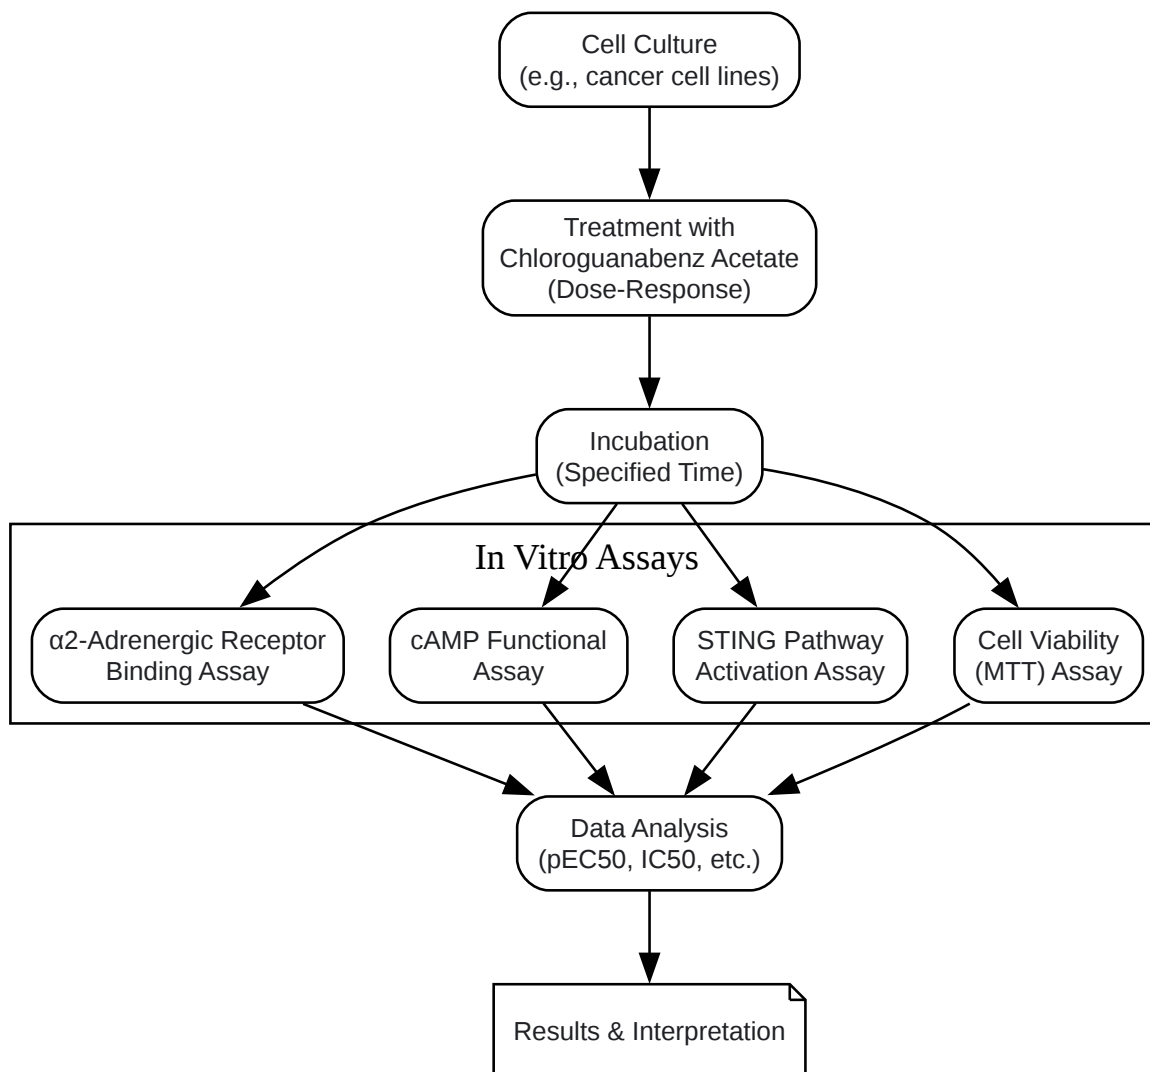 Cell Culture
(e.g., cancer cell lines)
Treatment with
Chloroguanabenz Acetate
(Dose-Response)
Incubation
(Specified Time)
In Vitro Assays
α2-Adrenergic Receptor
Binding Assay
cAMP Functional
Assay
STING Pathway
Activation Assay
Cell Viability
(MTT) Assay
Data Analysis
(pEC50, IC50, etc.)
Results & Interpretation